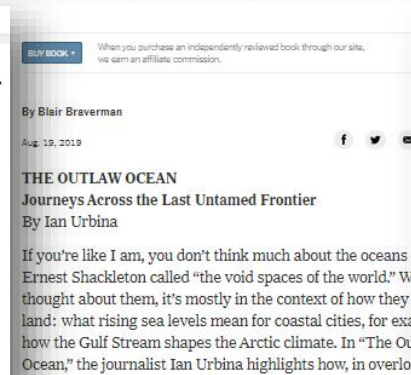 BUY BOOK ▾
When you purchase an independently reviewed book through our site,
we earn an affiliate commission.
By Blair Braverman
Aug. 19, 2019
THE OUTLAW OCEAN
Journeys Across the Last Untamed Frontier
By Ian Urbina
If you’re like I am, you don’t think much about the oceans
Ernest Shackleton called “the void spaces of the world.” W
thought about them, it’s mostly in the context of how they
land: what rising sea levels mean for coastal cities, for exa
how the Gulf Stream shapes the Arctic climate. In “The Ou
Ocean,” the journalist Ian Urbina highlights how, in overlo